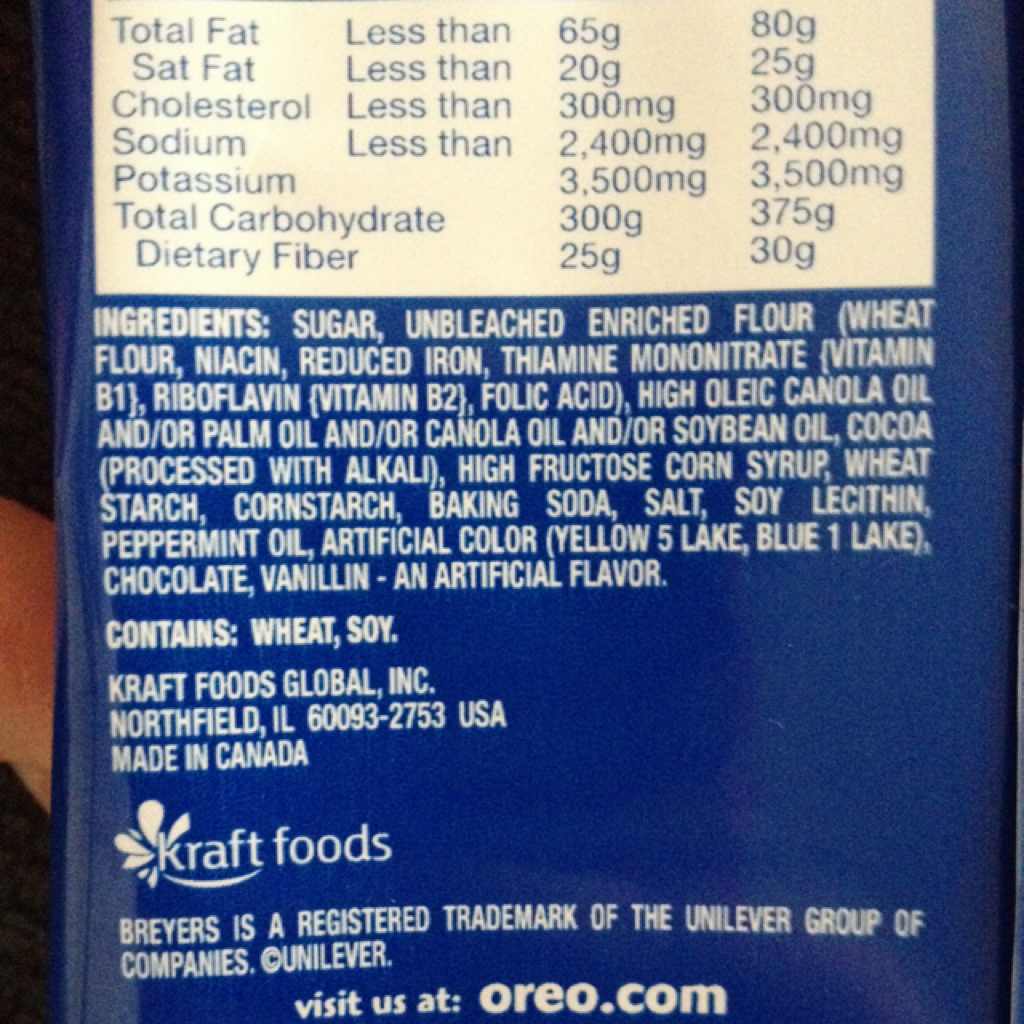 Total Fat Less than 65g 80g
Sat Fat Less than 20g 25g
Cholesterol Less than 300mg 300mg
Sodium Less than 2,400mg 2,400mg
Potassium 3,500mg 3,500mg
Total Carbohydrate 300g 375g
Dietary Fiber 25g 30g
INGREDIENTS: SUGAR, UNBLEACHED ENRICHED FLOUR (WHEAT
FLOUR, NIACIN, REDUCED IRON, THIAMINE MONONITRATE {VITAMIN
B1}, RIBOFLAVIN {VITAMIN B2}, FOLIC ACID), HIGH OLEIC CANOLA OIL
AND/OR PALM OIL AND/OR CANOLA OIL AND/OR SOYBEAN OIL, COCOA
(PROCESSED WITH ALKALI), HIGH FRUCTOSE CORN SYRUP, WHEAT
STARCH, CORNSTARCH, BAKING SODA, SALT, SOY LECITHIN,
PEPPERMINT OIL, ARTIFICIAL COLOR (YELLOW 5 LAKE, BLUE 1 LAKE),
CHOCOLATE, VANILLIN - AN ARTIFICIAL FLAVOR.
CONTAINS: WHEAT, SOY.
KRAFT FOODS GLOBAL, INC.
NORTHFIELD, IL 60093-2753 USA
MADE IN CANADA
kraft foods
BREYERS IS A REGISTERED TRADEMARK OF THE UNILEVER GROUP OF
COMPANIES. ©UNILEVER.
visit us at: oreo.com